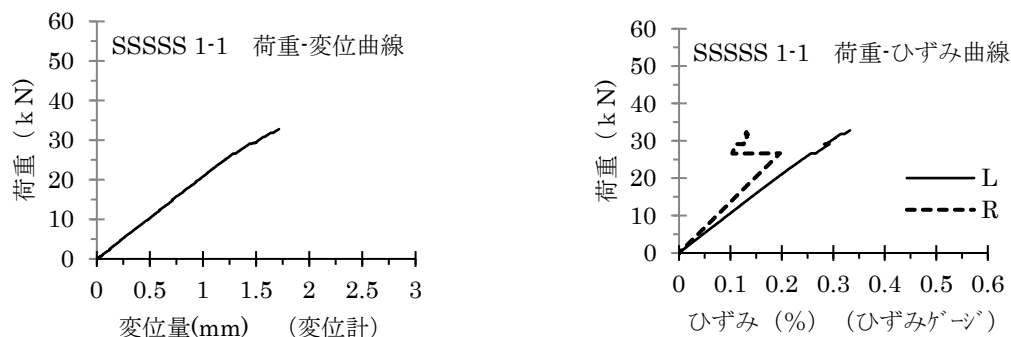 SSSSS 1-1 荷重-変位曲線
荷重（ｋN）
60
50
40
30
20
10
0
0 0.5 1 1.5 2 2.5 3
変位量(mm) （変位計）
SSSSS 1-1 荷重-ひずみ曲線
荷重（ｋN）
60
50
40
30
20
10
0
L
R
0 0.1 0.2 0.3 0.4 0.5 0.6
ひずみ（%）（ひずみｹﾞｰｼﾞ）